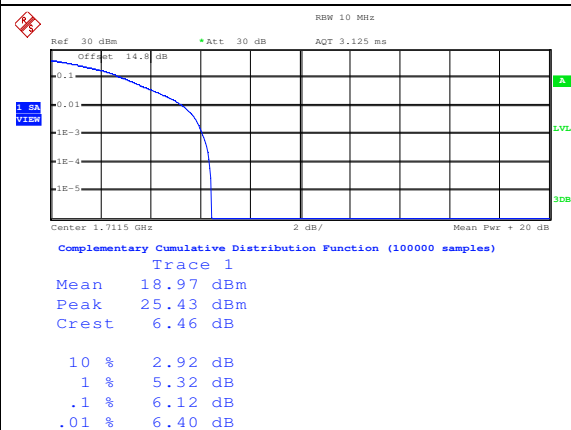 R S
RBW 10 MHz
Ref 30 dBm *Att 30 dB AQT 3.125 ms
Offset 14.8 dB
0.1
A
1 SA
VIEW
0.01
1E-3
LVL
1E-4
1E-5
3DB
Center 1.7115 GHz 2 dB/ Mean Pwr + 20 dB
Complementary Cumulative Distribution Function (100000 samples)
Trace 1
Mean 18.97 dBm
Peak 25.43 dBm
Crest 6.46 dB
10 % 2.92 dB
1 % 5.32 dB
.1 % 6.12 dB
.01 % 6.40 dB